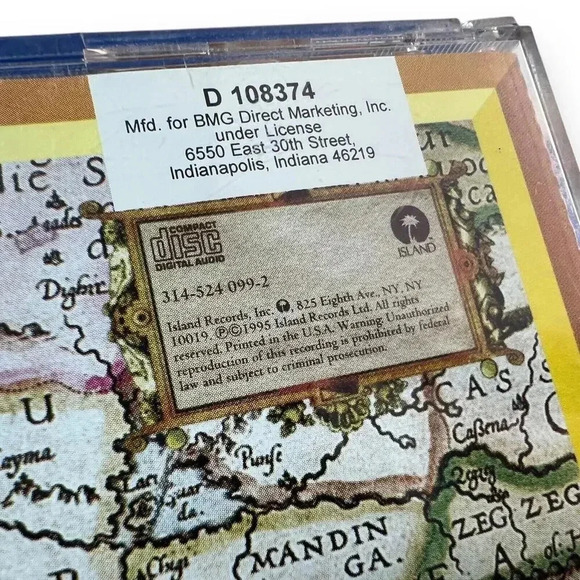 D 108374
Mfd. for BMG Direct Marketing, Inc.
under License
6550 East 30th Street,
Indianapolis, Indiana 46219
COMPACT
disc
DIGITAL AUDIO
ISLAND
314-524 099-2
Island Records, Inc. , 825 Eighth Ave., NY, NY
10019. ℗©1995 Island Records Ltd. All rights
reserved. Printed in the U.S.A. Warning: Unauthorized
reproduction of this recording is prohibited by federal
law and subject to criminal prosecution.
CASS
Caßena
U
Punse
MANDIN
GA.
ZEG ZEG
A